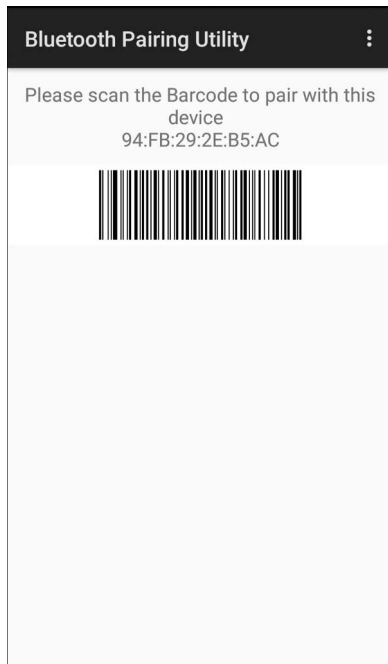 Bluetooth Pairing Utility
Please scan the Barcode to pair with this
device
94:FB:29:2E:B5:AC